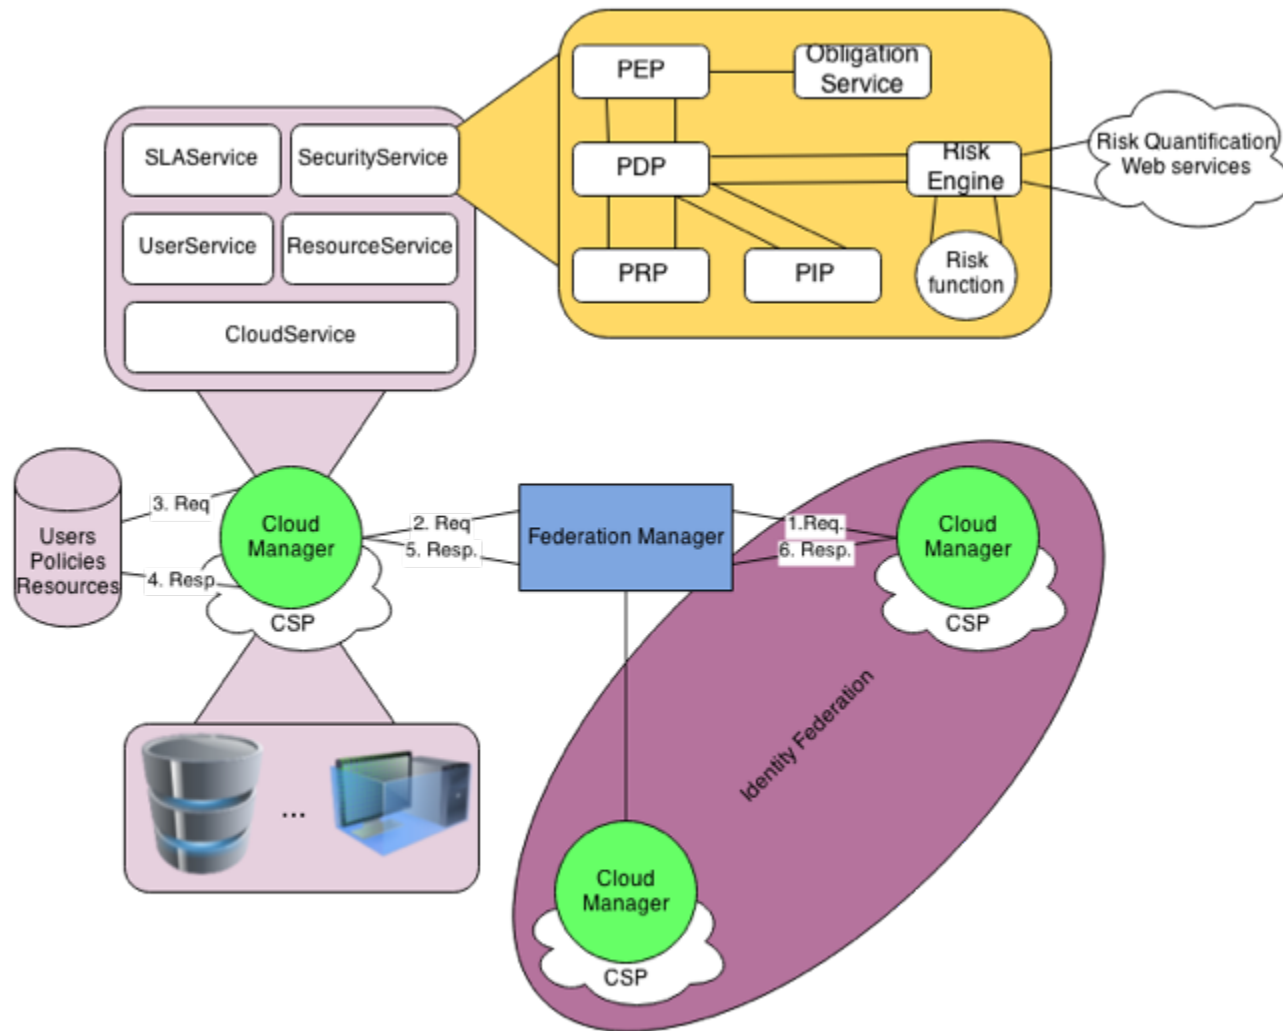 PEP
Obligation
Service
SLAService
SecurityService
PDP
Risk
Engine
Risk Quantification
Web services
UserService
ResourceService
PRP
PIP
Risk
function
CloudService
3. Req
Users
Policies
Resources
4. Resp
Cloud
Manager
CSP
2. Req
5. Resp.
Federation Manager
1.Req.
6. Resp.
Cloud
Manager
CSP
Identity Federation
...
Cloud
Manager
CSP